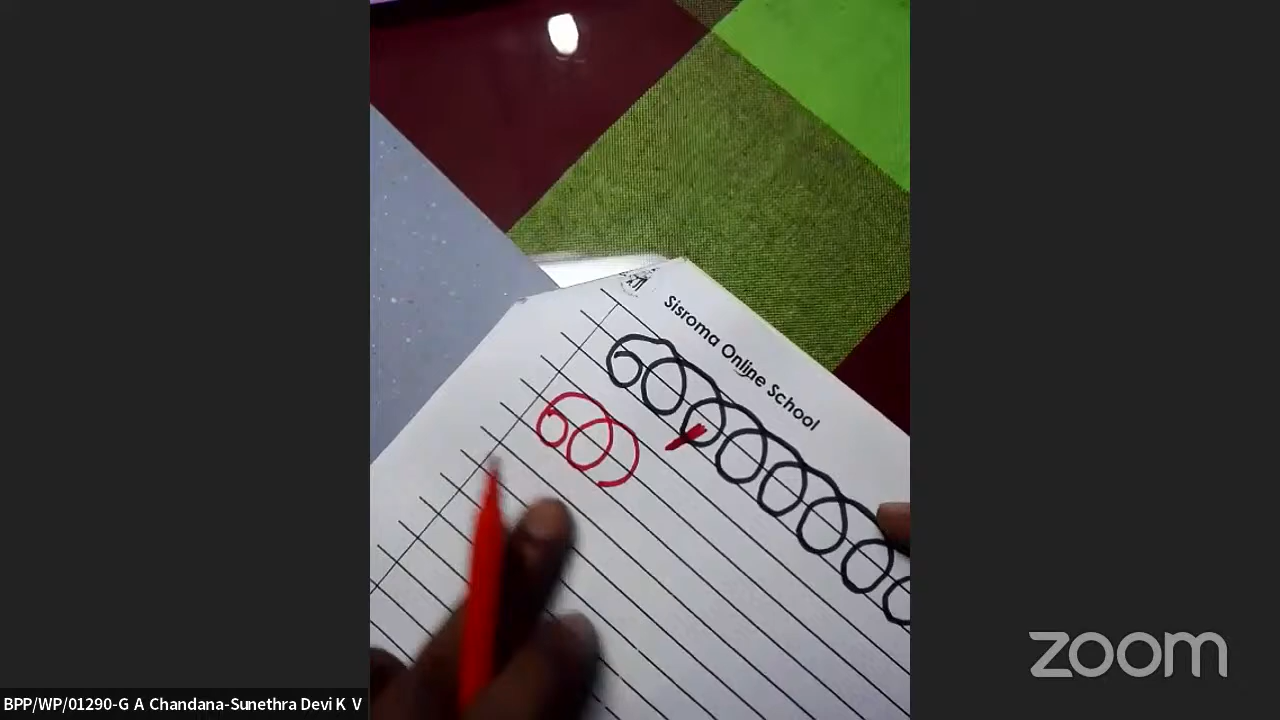 Sisroma Online School
zoom
BPP/WP/01290-G A Chandana-Sunethra Devi K V